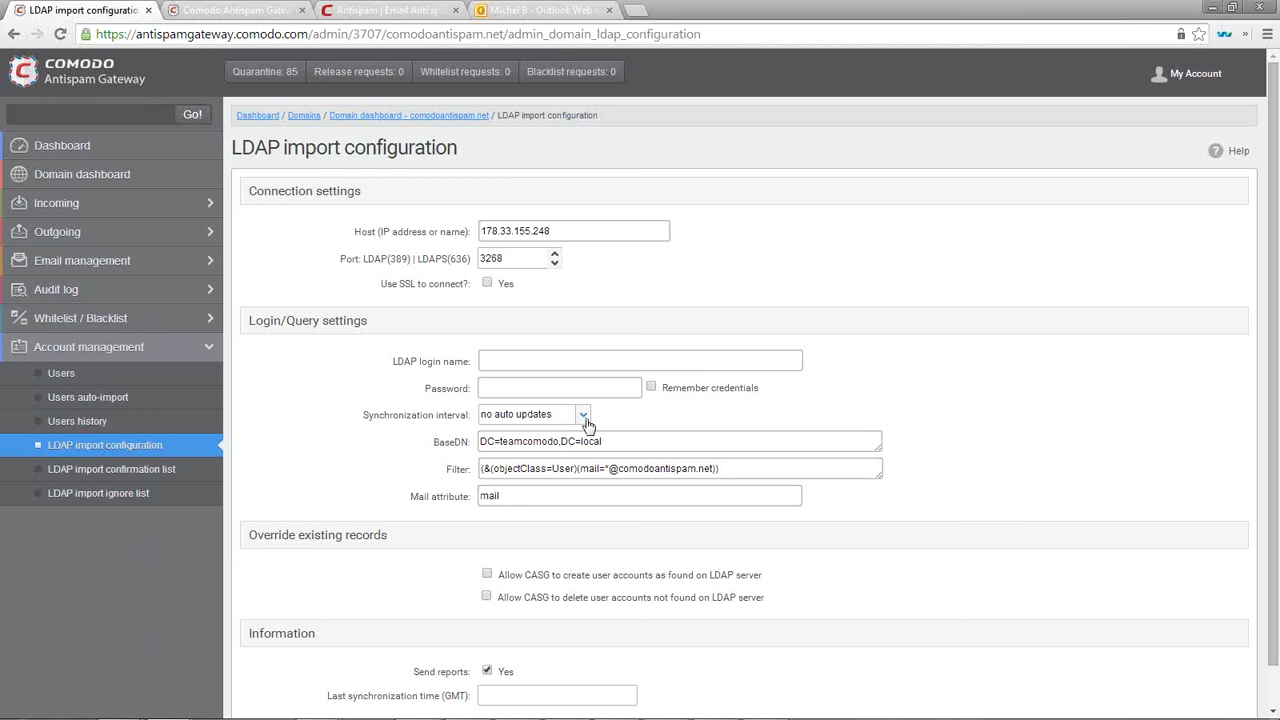 LDAP import configuratio
Comodo Antispam Gatew
Antispam | Email Anti sp
Michel B - Outlook Web A
https://antispamgateway.comodo.com/admin/3707/comodoantispam.net/admin_domain_ldap_configuration
COMODO
Antispam Gateway
Quarantine: 85
Release requests: 0
Whitelist requests: 0
Blacklist requests: 0
My Account
Go!
Dashboard
Domain dashboard
Incoming
Outgoing
Email management
Audit log
Whitelist / Blacklist
Account management
Users
Users auto-import
Users history
LDAP import configuration
LDAP import confirmation list
LDAP import ignore list
Dashboard / Domains / Domain dashboard - comodoantispam.net / LDAP import configuration
LDAP import configuration
Help
Connection settings
Host (IP address or name): 178.33.155.248
Port: LDAP(389) | LDAPS(636) 3268
Use SSL to connect?: Yes
Login/Query settings
LDAP login name:
Password: Remember credentials
Synchronization interval: no auto updates
BaseDN: DC=teamcomodo,DC=local
Filter: (&(objectClass=User)(mail=*@comodoantispam.net))
Mail attribute: mail
Override existing records
Allow CASG to create user accounts as found on LDAP server
Allow CASG to delete user accounts not found on LDAP server
Information
Send reports: Yes
Last synchronization time (GMT):